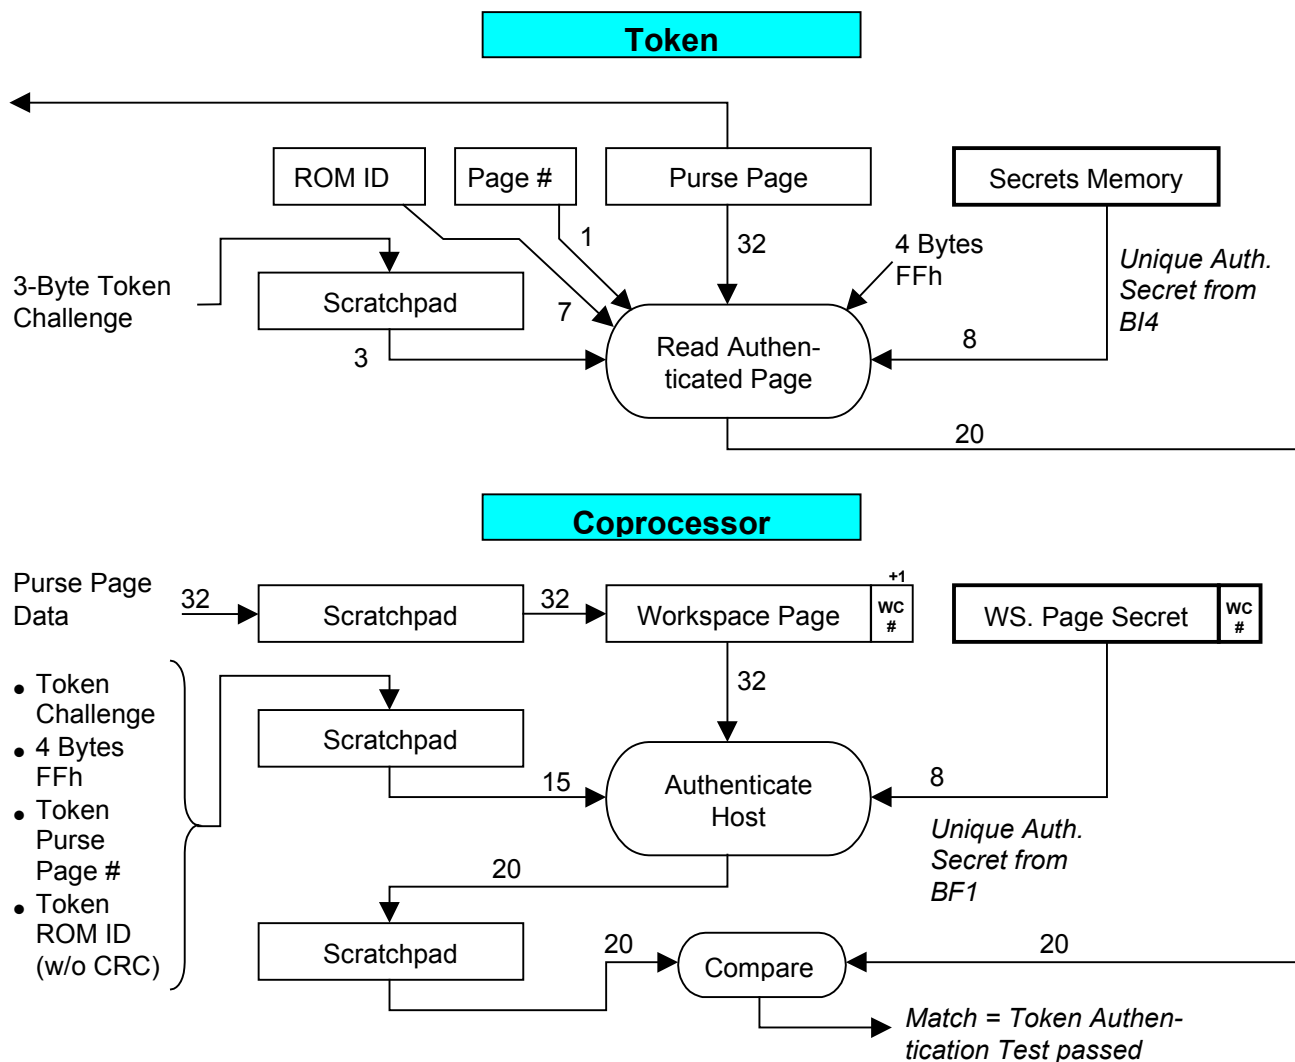 Token
ROM ID
Page #
Purse Page
Secrets Memory
1
32
4 Bytes
FFh
Unique Auth.
Secret from
BI4
3-Byte Token
Challenge
Scratchpad
7
3
Read Authen-
ticated Page
8
20
Coprocessor
Purse Page
Data
32
Scratchpad
32
Workspace Page
+1
WC
#
WS. Page Secret
WC
#
32
• Token
Challenge
• 4 Bytes
FFh
• Token
Purse
Page #
• Token
ROM ID
(w/o CRC)
Scratchpad
15
Authenticate
Host
8
Unique Auth.
Secret from
BF1
20
Scratchpad
20
Compare
20
Match = Token Authen-
tication Test passed